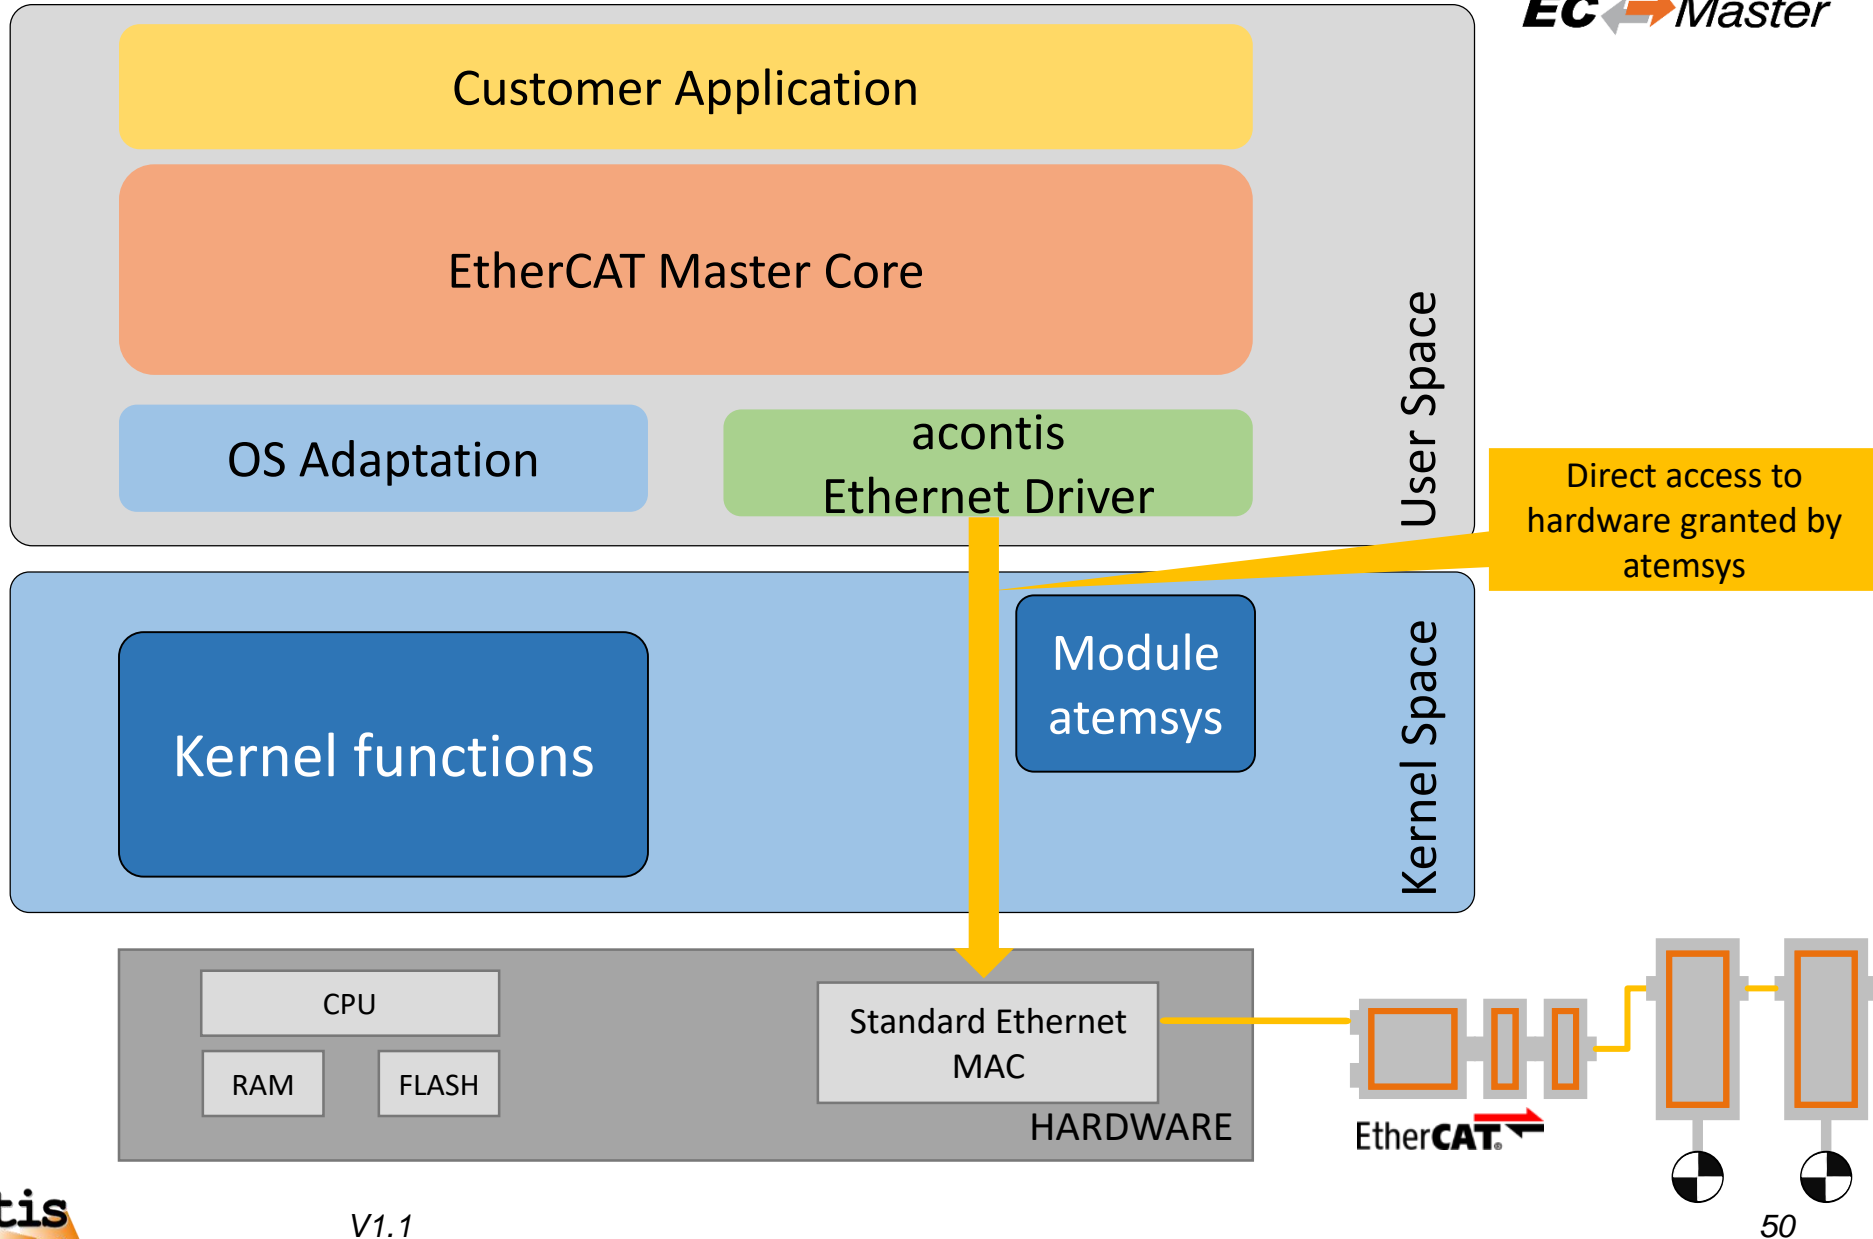 EC Master
Customer Application
EtherCAT Master Core
OS Adaptation
acontis
Ethernet Driver
User Space
Direct access to
hardware granted by
atemsys
Kernel functions
Module
atemsys
Kernel Space
CPU
RAM
FLASH
Standard Ethernet
MAC
HARDWARE
EtherCAT®
tis
V1.1
50